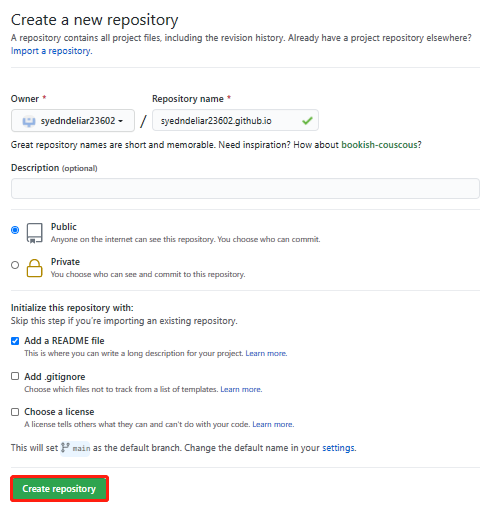 Create a new repository
A repository contains all project files, including the revision history. Already have a project repository elsewhere?
Import a repository.
Owner *
Repository name *
syedndeliar23602
/
syedndeliar23602.github.io
Great repository names are short and memorable. Need inspiration? How about bookish-couscous?
Description (optional)
Public
Anyone on the internet can see this repository. You choose who can commit.
Private
You choose who can see and commit to this repository.
Initialize this repository with:
Skip this step if you're importing an existing repository.
Add a README file
This is where you can write a long description for your project. Learn more.
Add .gitignore
Choose which files not to track from a list of templates. Learn more.
Choose a license
A license tells others what they can and can't do with your code. Learn more.
This will set main as the default branch. Change the default name in your settings.
Create repository